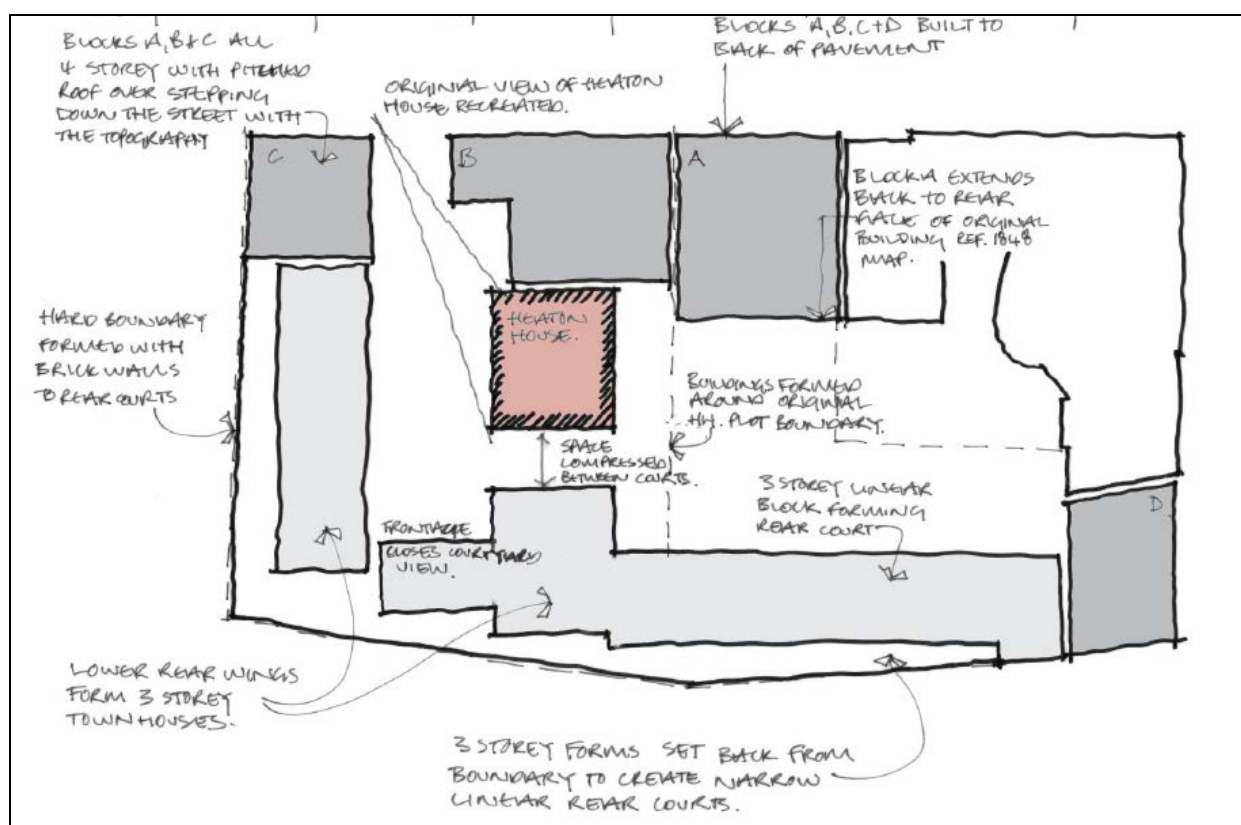 BLOCKS A, B & C ALL
4 STOREY WITH PITCHED
ROOF OVER STEPPING
DOWN THE STREET WITH
THE TOPOGRAPHY
ORIGINAL VIEW OF HEATON
HOUSE RECREATED.
BLOCKS A, B, C + D BUILT TO
BACK OF PAVEMENT
C
B
A
BLOCK A EXTENDS
BACK TO REAR
FACE OF ORIGINAL
BUILDING REF. 1848
MAP.
HEATON
HOUSE.
HARD BOUNDARY
FORMED WITH
BRICK WALLS
TO REAR COURTS
BUILDINGS FORMED
AROUND ORIGINAL
HH. PLOT BOUNDARY.
SPACE
COMPRESSED
BETWEEN COURTS.
3 STOREY LINEAR
BLOCK FORMING
REAR COURT
D
FRONTAGE
CLOSES COURTYARD
VIEW.
LOWER REAR WINGS
FORM 3 STOREY
TOWNHOUSES.
3 STOREY FORMS SET BACK FROM
BOUNDARY TO CREATE NARROW
LINEAR REAR COURTS.